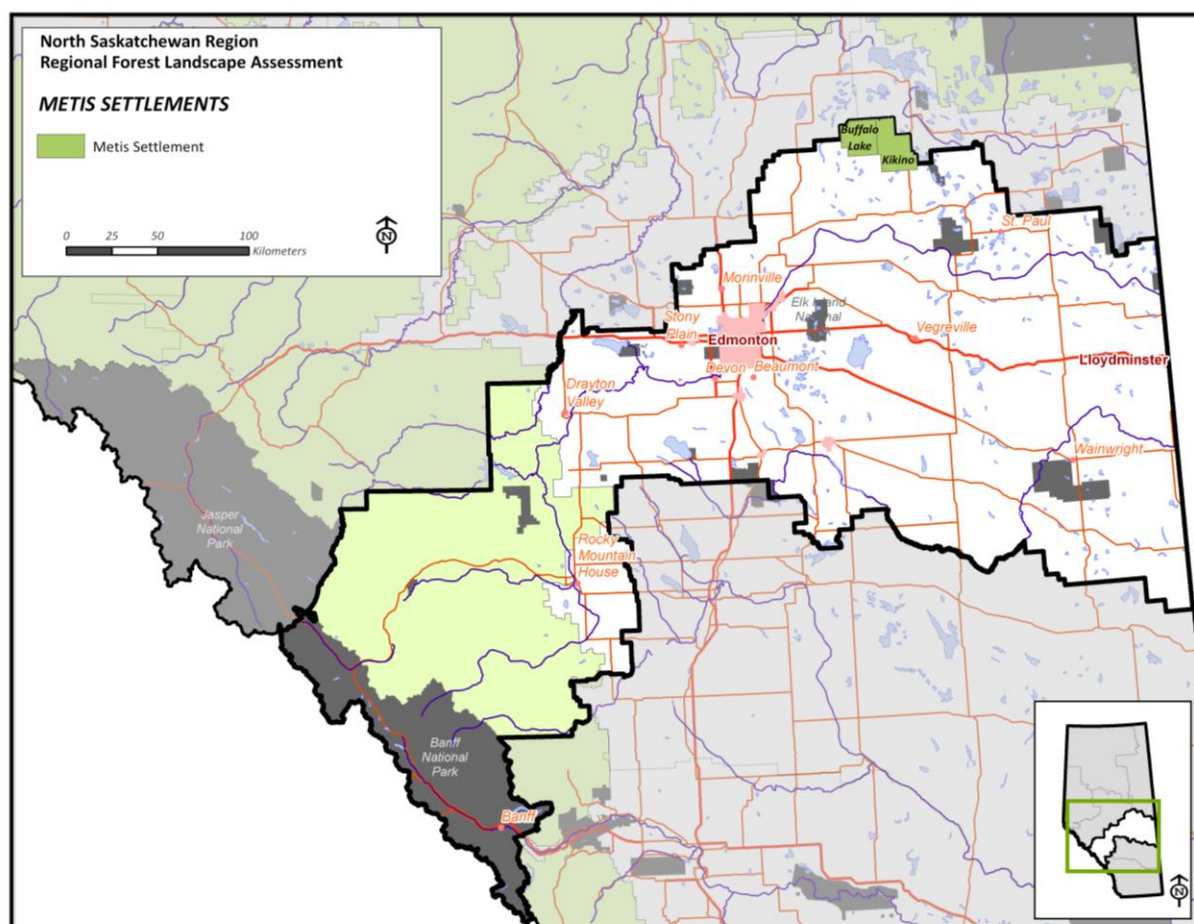 North Saskatchewan Region
Regional Forest Landscape Assessment
METIS SETTLEMENTS
Metis Settlement
0 25 50 100
Kilometers
N
Buffalo
Lake
Kikino
St. Paul
Morinville
Elk Island
National
Stony
Plain
Edmonton
Vegreville
Lloydminster
Devon
Beaumont
Drayton
Valley
Wainwright
Jasper
National
Park
Rocky
Mountain
House
Banff
National
Park
Banff
N